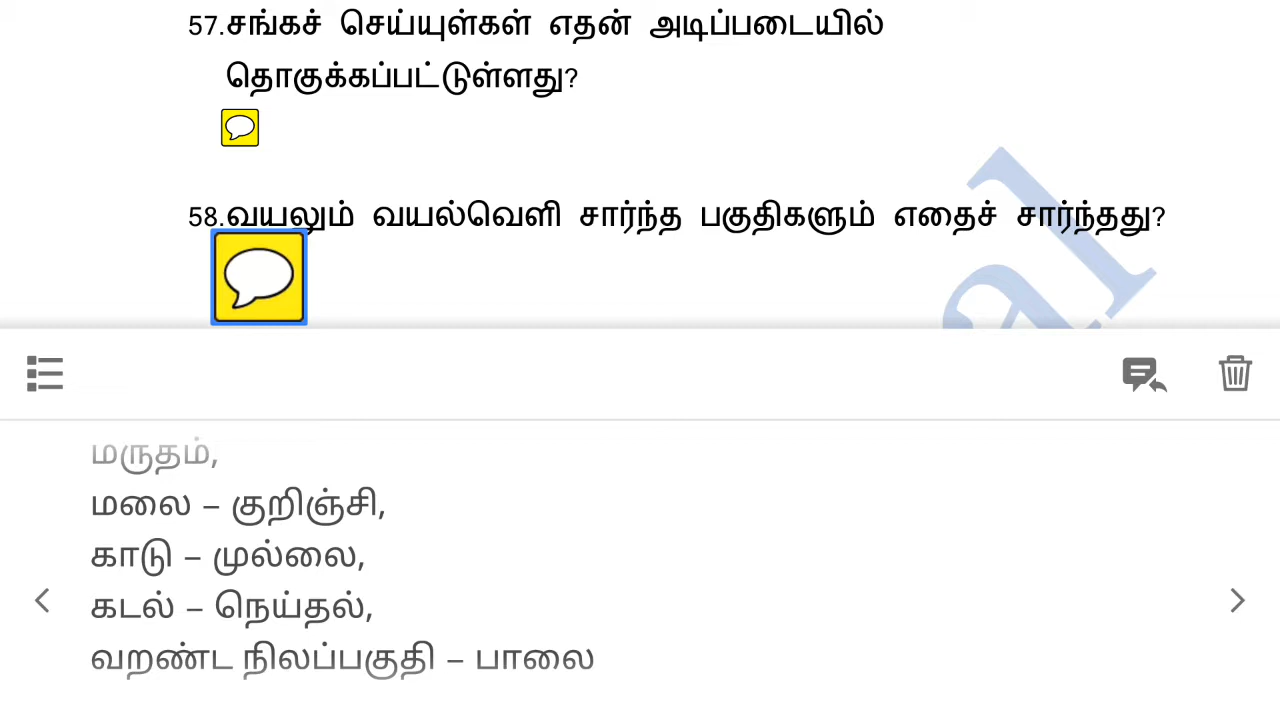 57.சங்கச் செய்யுள்கள் எதன் அடிப்படையில்
தொகுக்கப்பட்டுள்ளது?
58.வயலும் வயல்வெளி சார்ந்த பகுதிகளும் எதைச் சார்ந்தது?
al
மருதம்,
மலை – குறிஞ்சி,
காடு – முல்லை,
கடல் – நெய்தல்,
வறண்ட நிலப்பகுதி – பாலை